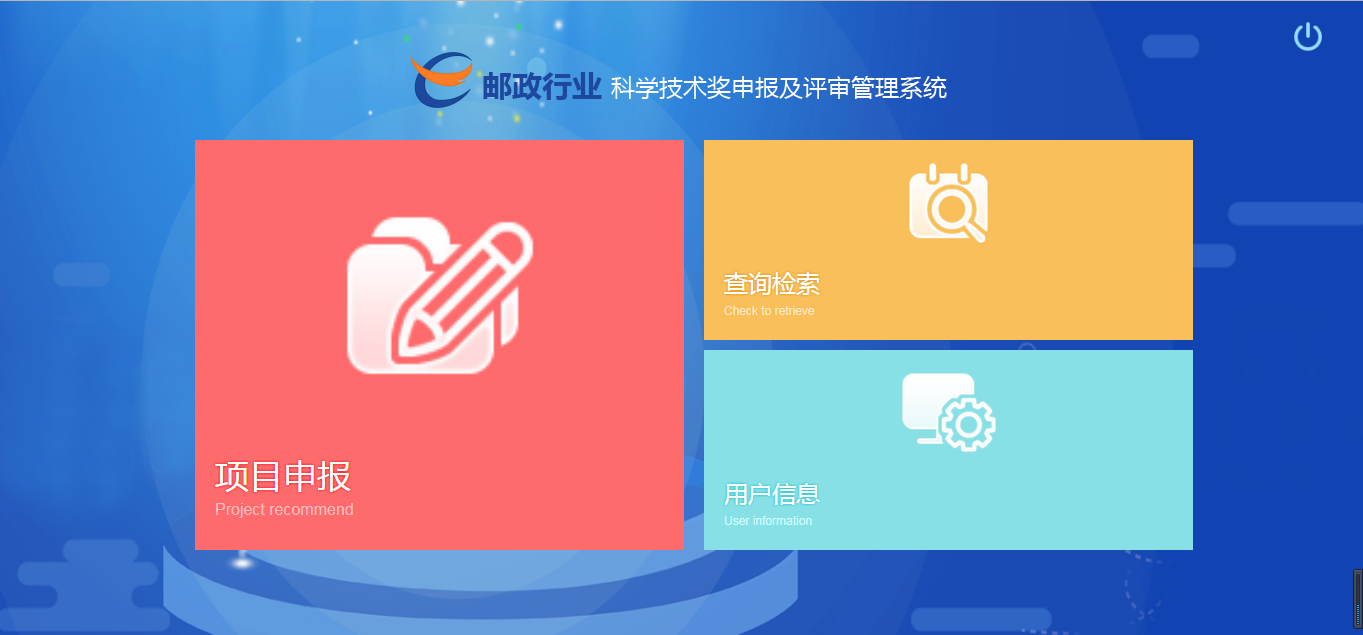 邮政行业 科学技术奖申报及评审管理系统
项目申报
Project recommend
查询检索
Check to retrieve
用户信息
User information